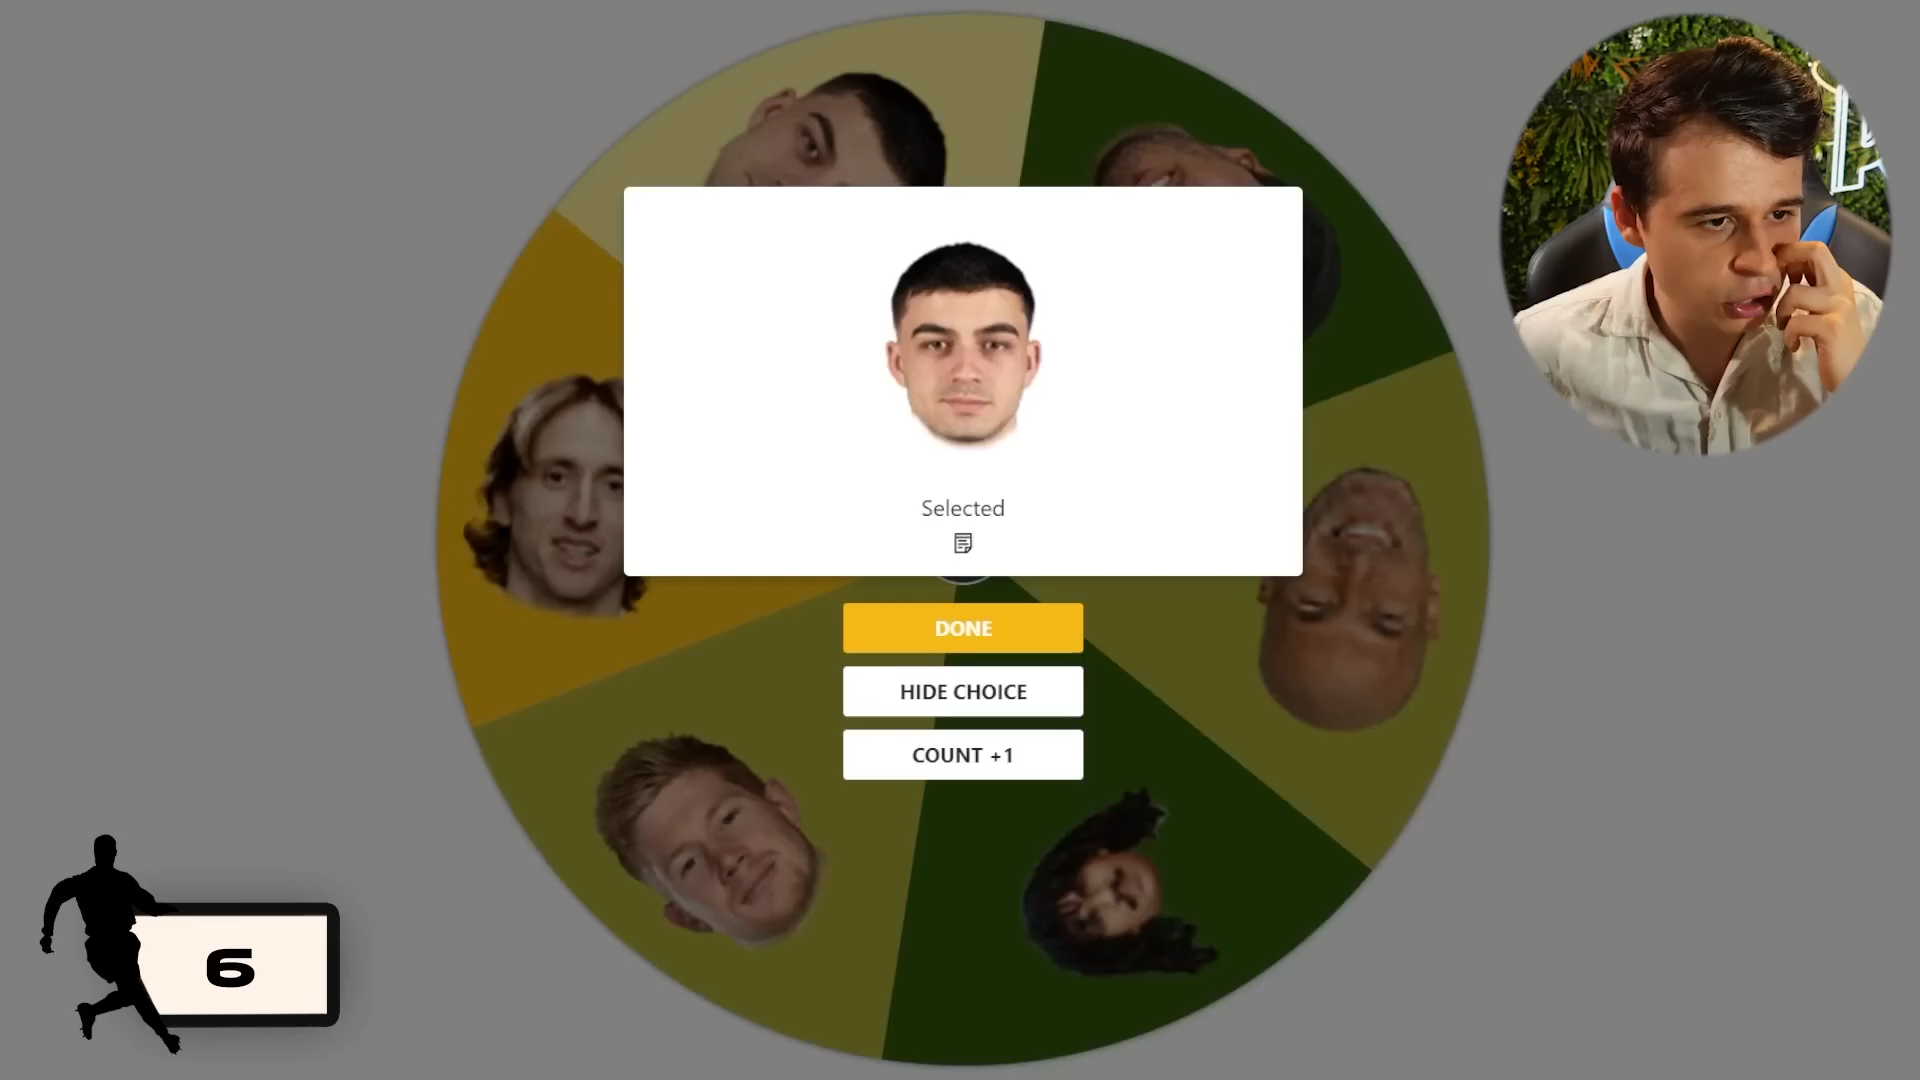 Selected
DONE
HIDE CHOICE
COUNT +1
6